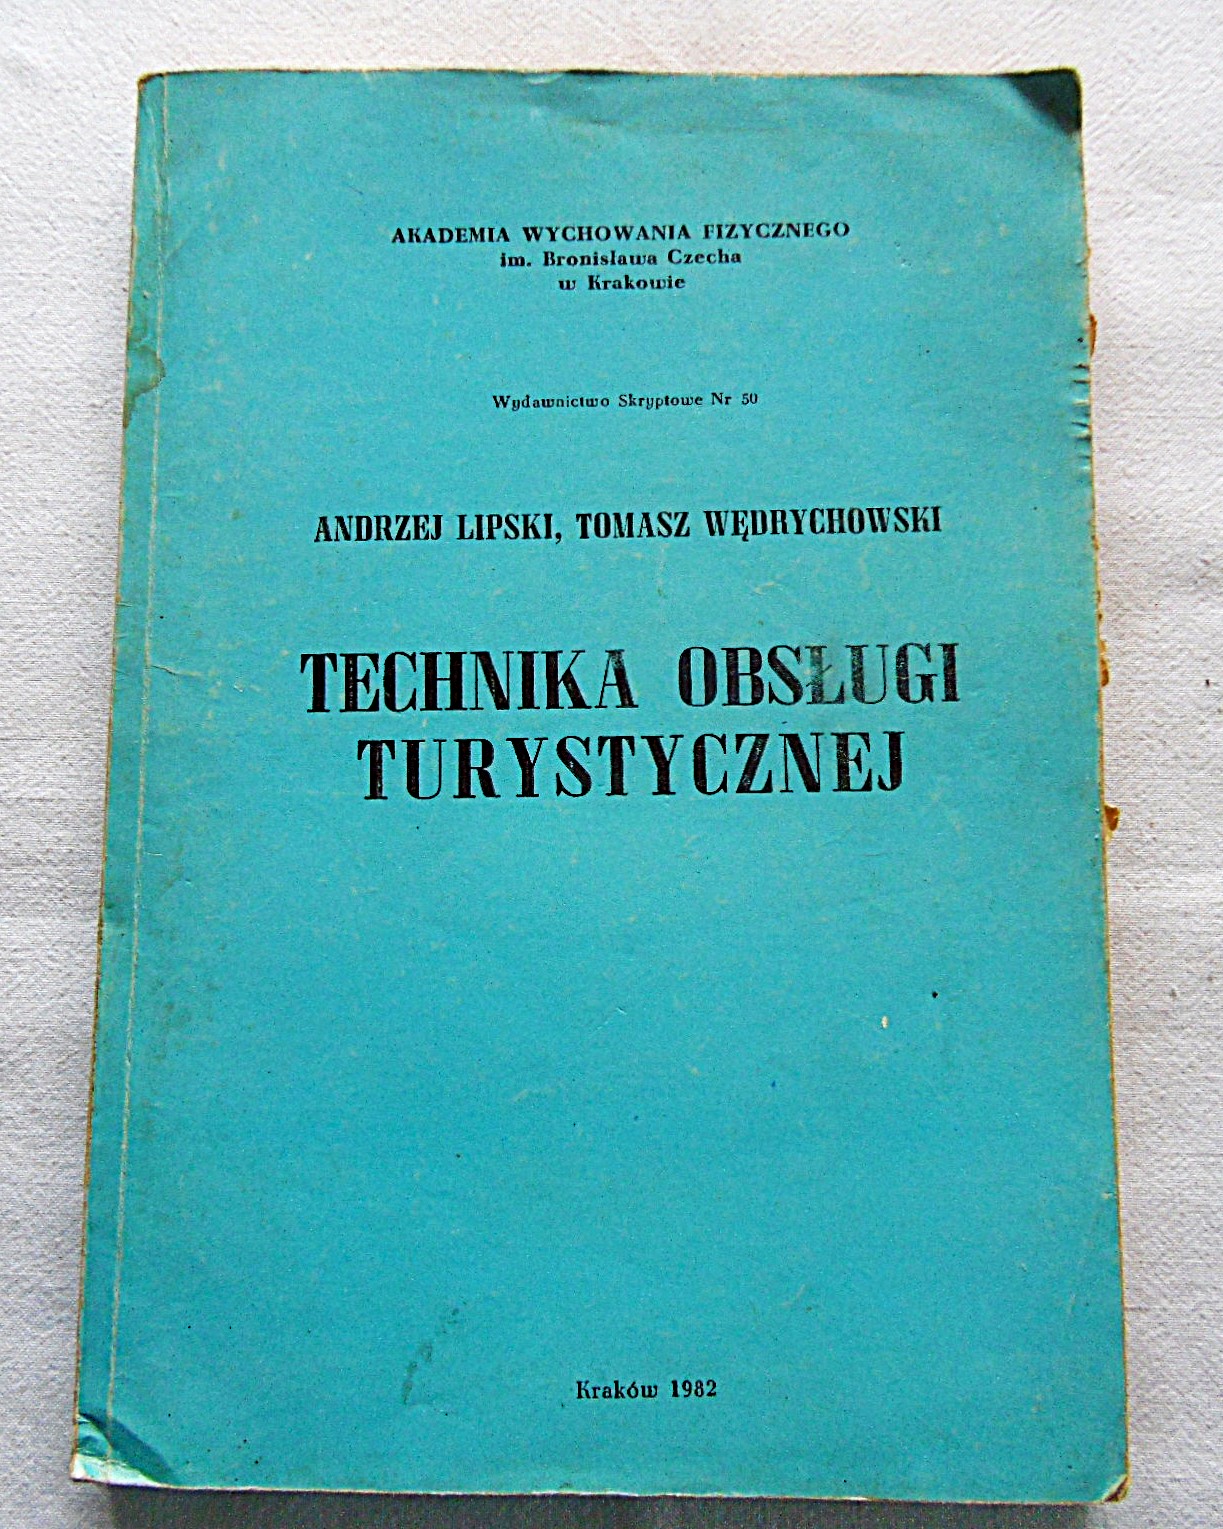 AKADEMIA WYCHOWANIA FIZYCZNEGO
im. Bronisława Czecha
w Krakowie
Wydawnictwo Skryptowe Nr 50
ANDRZEJ LIPSKI, TOMASZ WĘDRYCHOWSKI
TECHNIKA OBSŁUGI
TURYSTYCZNEJ
Kraków 1982